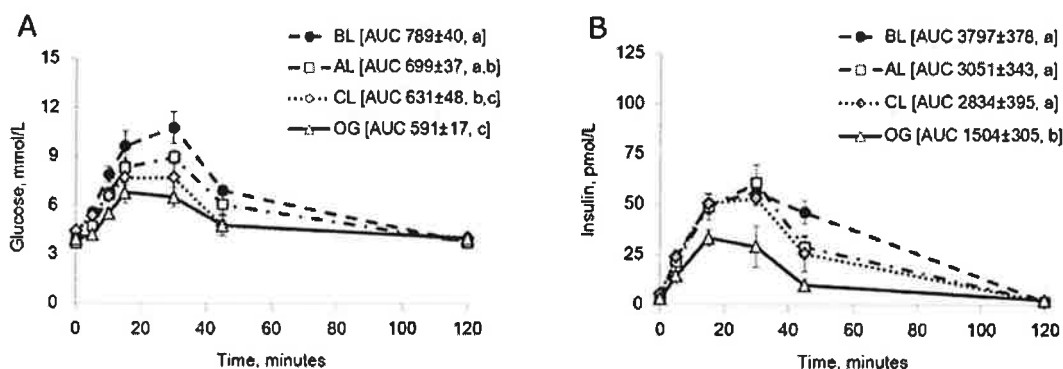 A
BL [AUC 789±40, a]
AL [AUC 699±37, a,b]
CL [AUC 631±48, b,c]
OG [AUC 591±17, c]
15
12
9
6
3
0
Glucose, mmol/L
0 20 40 60 80 100 120
Time, minutes
B
BL [AUC 3797±378, a]
AL [AUC 3051±343, a]
CL [AUC 2834±395, a]
OG [AUC 1504±305, b]
125
100
75
50
25
0
Insulin, pmol/L
0 20 40 60 80 100 120
Time, minutes